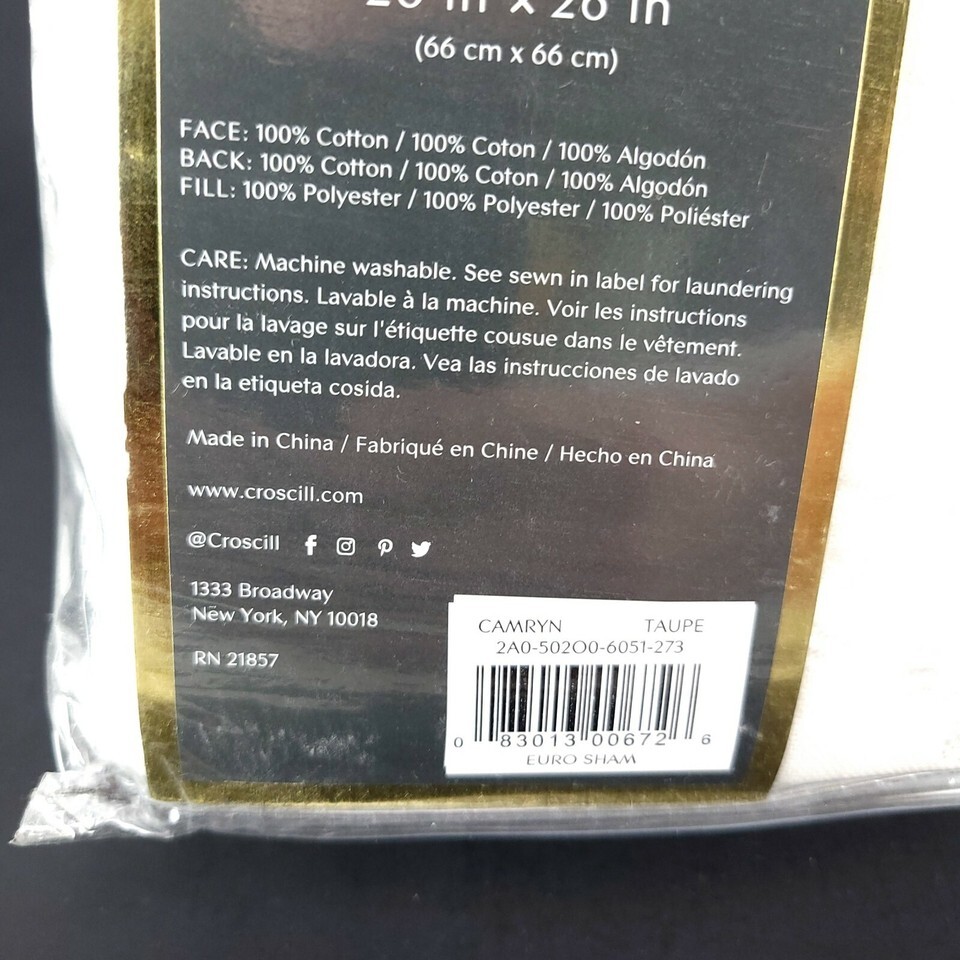 26 in x 26 in
(66 cm x 66 cm)
FACE: 100% Cotton / 100% Coton / 100% Algodón
BACK: 100% Cotton / 100% Coton / 100% Algodón
FILL: 100% Polyester / 100% Polyester / 100% Poliéster
CARE: Machine washable. See sewn in label for laundering
instructions. Lavable à la machine. Voir les instructions
pour la lavage sur l'étiquette cousue dans le vêtement.
Lavable en la lavadora. Vea las instrucciones de lavado
en la etiqueta cosida.
Made in China / Fabriqué en Chine / Hecho en China
www.croscill.com
@Croscill
1333 Broadway
New York, NY 10018
RN 21857
CAMRYN TAUPE
2A0-502O0-6051-273
0 83013 00672 6
EURO SHAM